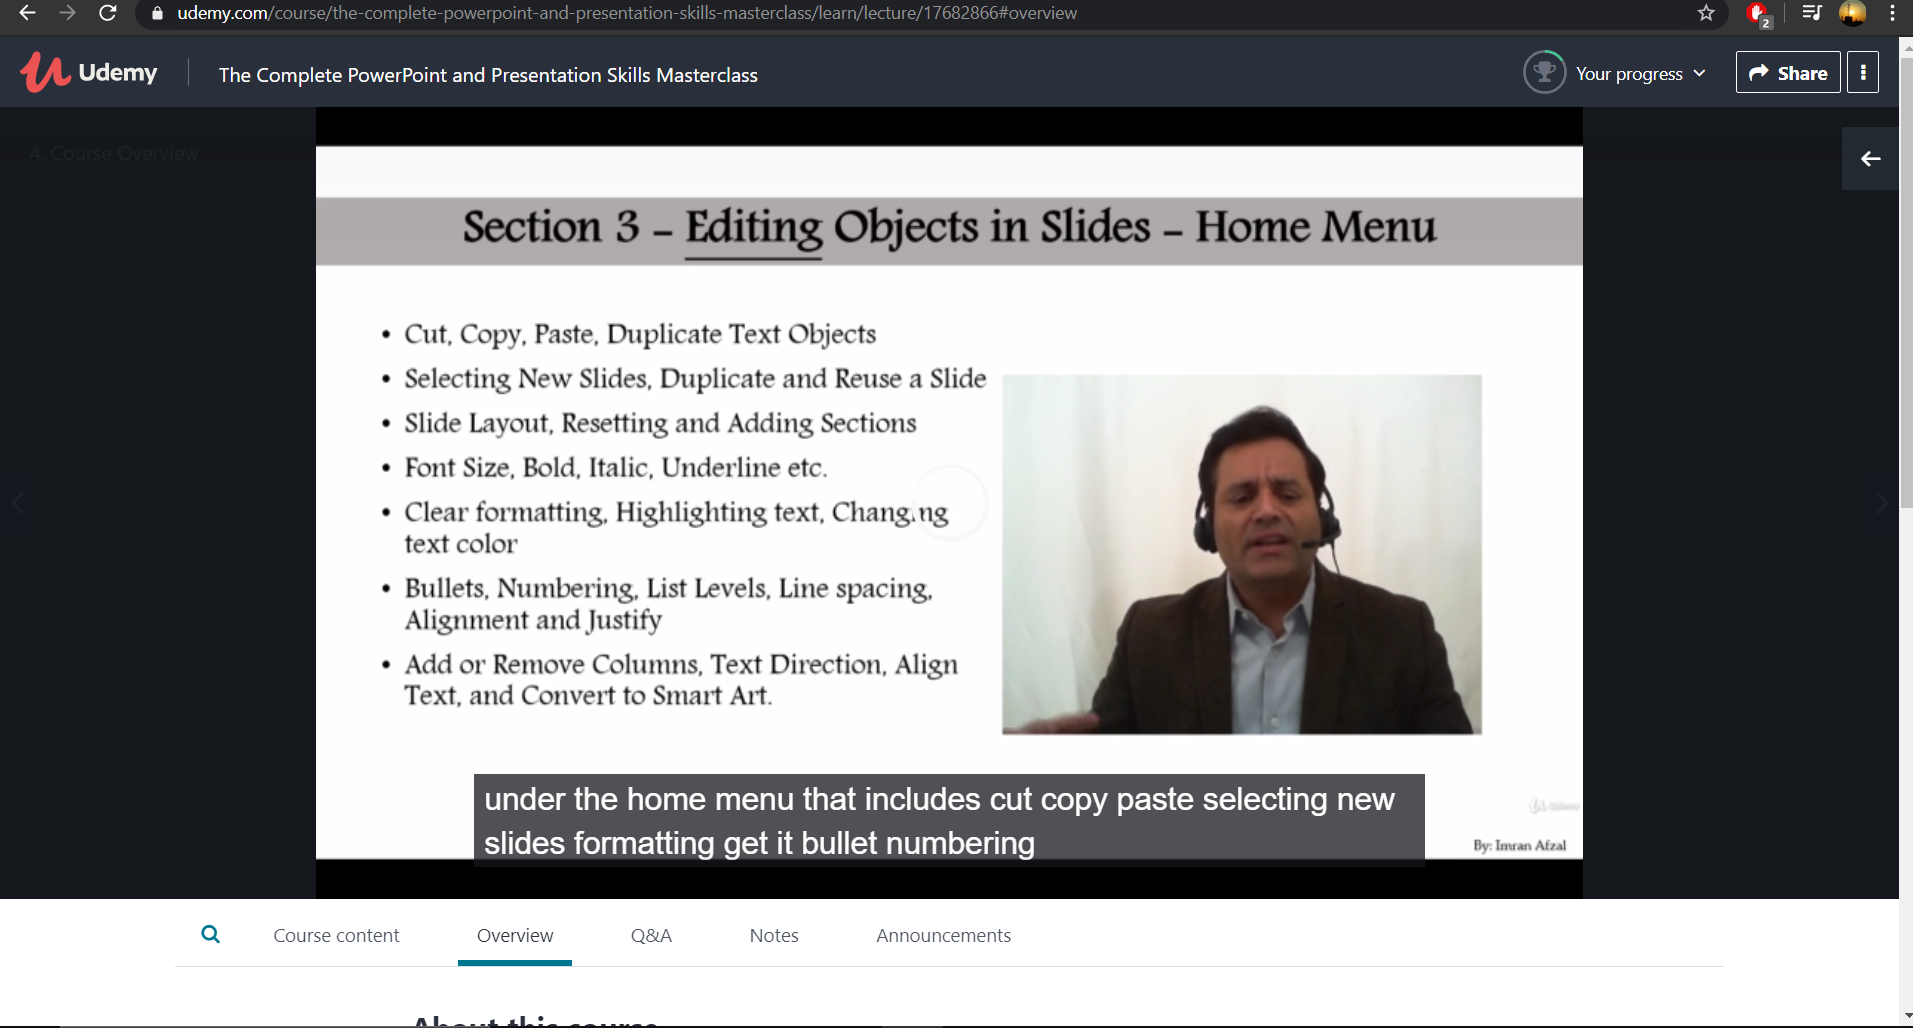 udemy.com/course/the-complete-powerpoint-and-presentation-skills-masterclass/learn/lecture/17682866#overview
2
Udemy
The Complete PowerPoint and Presentation Skills Masterclass
Your progress
Share
4. Course Overview
Section 3 – Editing Objects in Slides – Home Menu
• Cut, Copy, Paste, Duplicate Text Objects
• Selecting New Slides, Duplicate and Reuse a Slide
• Slide Layout, Resetting and Adding Sections
• Font Size, Bold, Italic, Underline etc.
• Clear formatting, Highlighting text, Changing
text color
• Bullets, Numbering, List Levels, Line spacing,
Alignment and Justify
• Add or Remove Columns, Text Direction, Align
Text, and Convert to Smart Art.
under the home menu that includes cut copy paste selecting new
slides formatting get it bullet numbering
Udemy
By: Imran Afzal
Course content
Overview
Q&A
Notes
Announcements
About this course